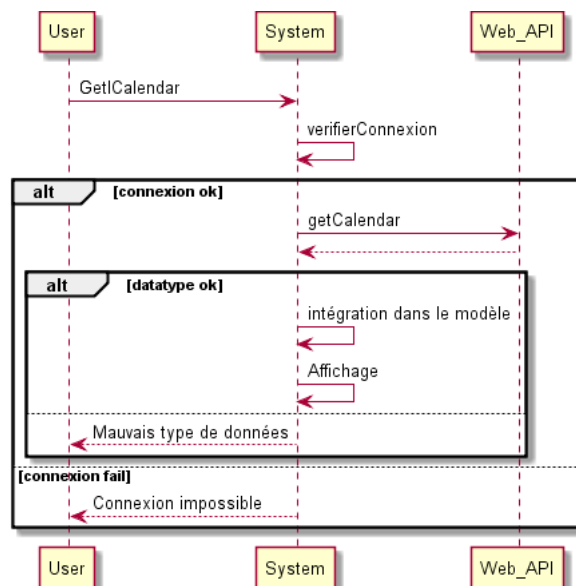 User System Web_API
GetICalendar
verifierConnexion
alt [connexion ok]
getCalendar
alt [datatype ok]
intégration dans le modèle
Affichage
Mauvais type de données
[connexion fail]
Connexion impossible
User System Web_API